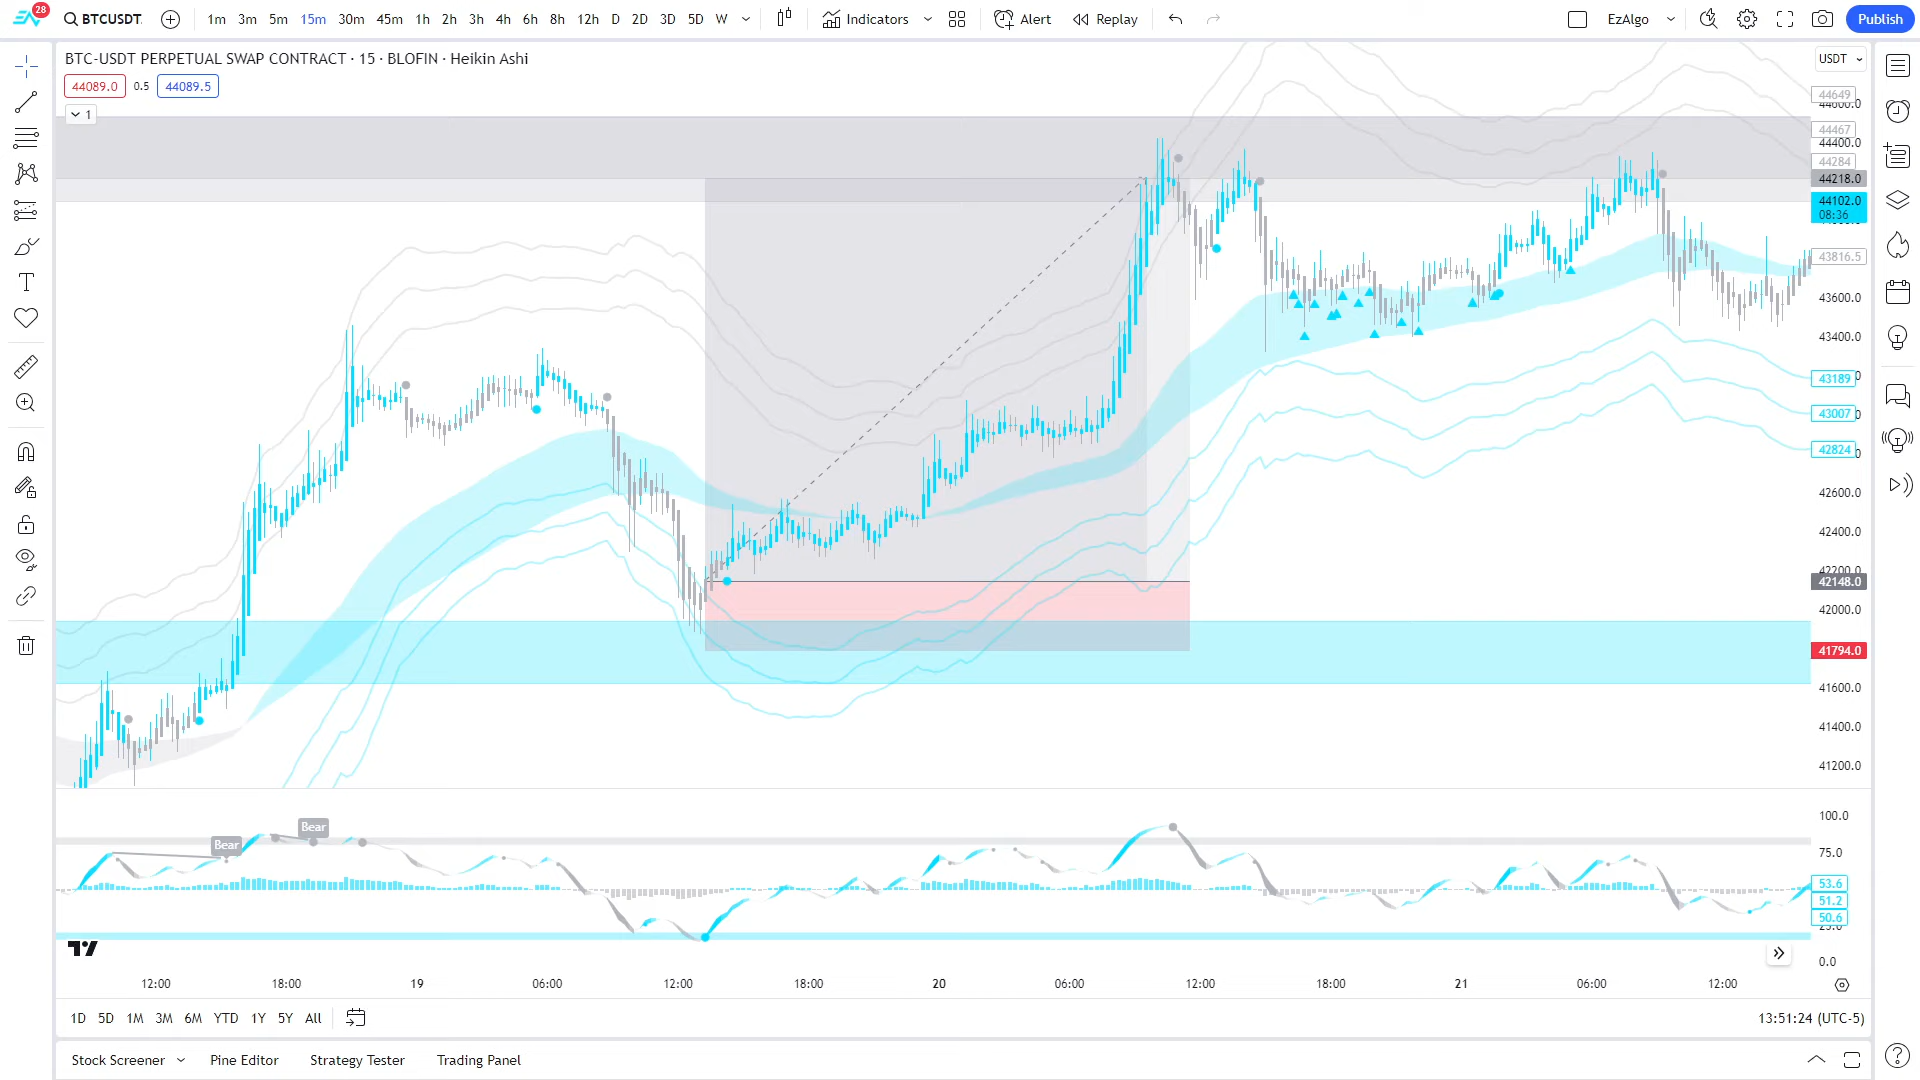 28
BTCUSDT
1m 3m 5m 15m 30m 45m 1h 2h 3h 4h 6h 8h 12h D 2D 3D 5D W
Indicators
Alert
Replay
EzAlgo
Publish
BTC-USDT PERPETUAL SWAP CONTRACT · 15 · BLOFIN · Heikin Ashi
USDT
44089.0 0.5 44089.5
1
44649
44467
44400.0
44284
44218.0
44102.0
08:36
43816.5
43600.0
43400.0
43189
43007
42824
42600.0
42400.0
42200.0
42148.0
42000.0
41794.0
41600.0
41400.0
41200.0
Bear
Bear
100.0
75.0
53.6
51.2
50.6
25.0
0.0
12:00 18:00 19 06:00 12:00 18:00 20 06:00 12:00 18:00 21 06:00 12:00
1D 5D 1M 3M 6M YTD 1Y 5Y All
13:51:24 (UTC-5)
Stock Screener
Pine Editor
Strategy Tester
Trading Panel